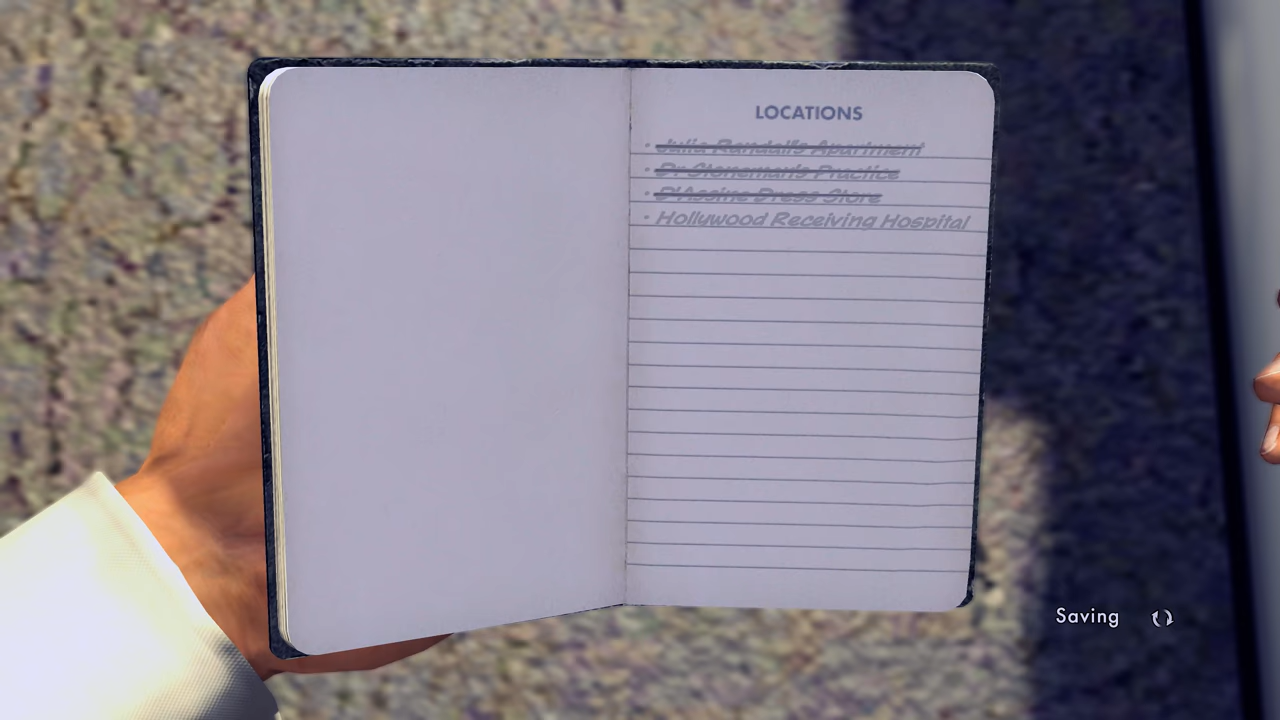 LOCATIONS
· Julia Randall's Apartment
· Dr Stoneman's Practice
· D'Assine Dress Store
· Hollywood Receiving Hospital
Saving